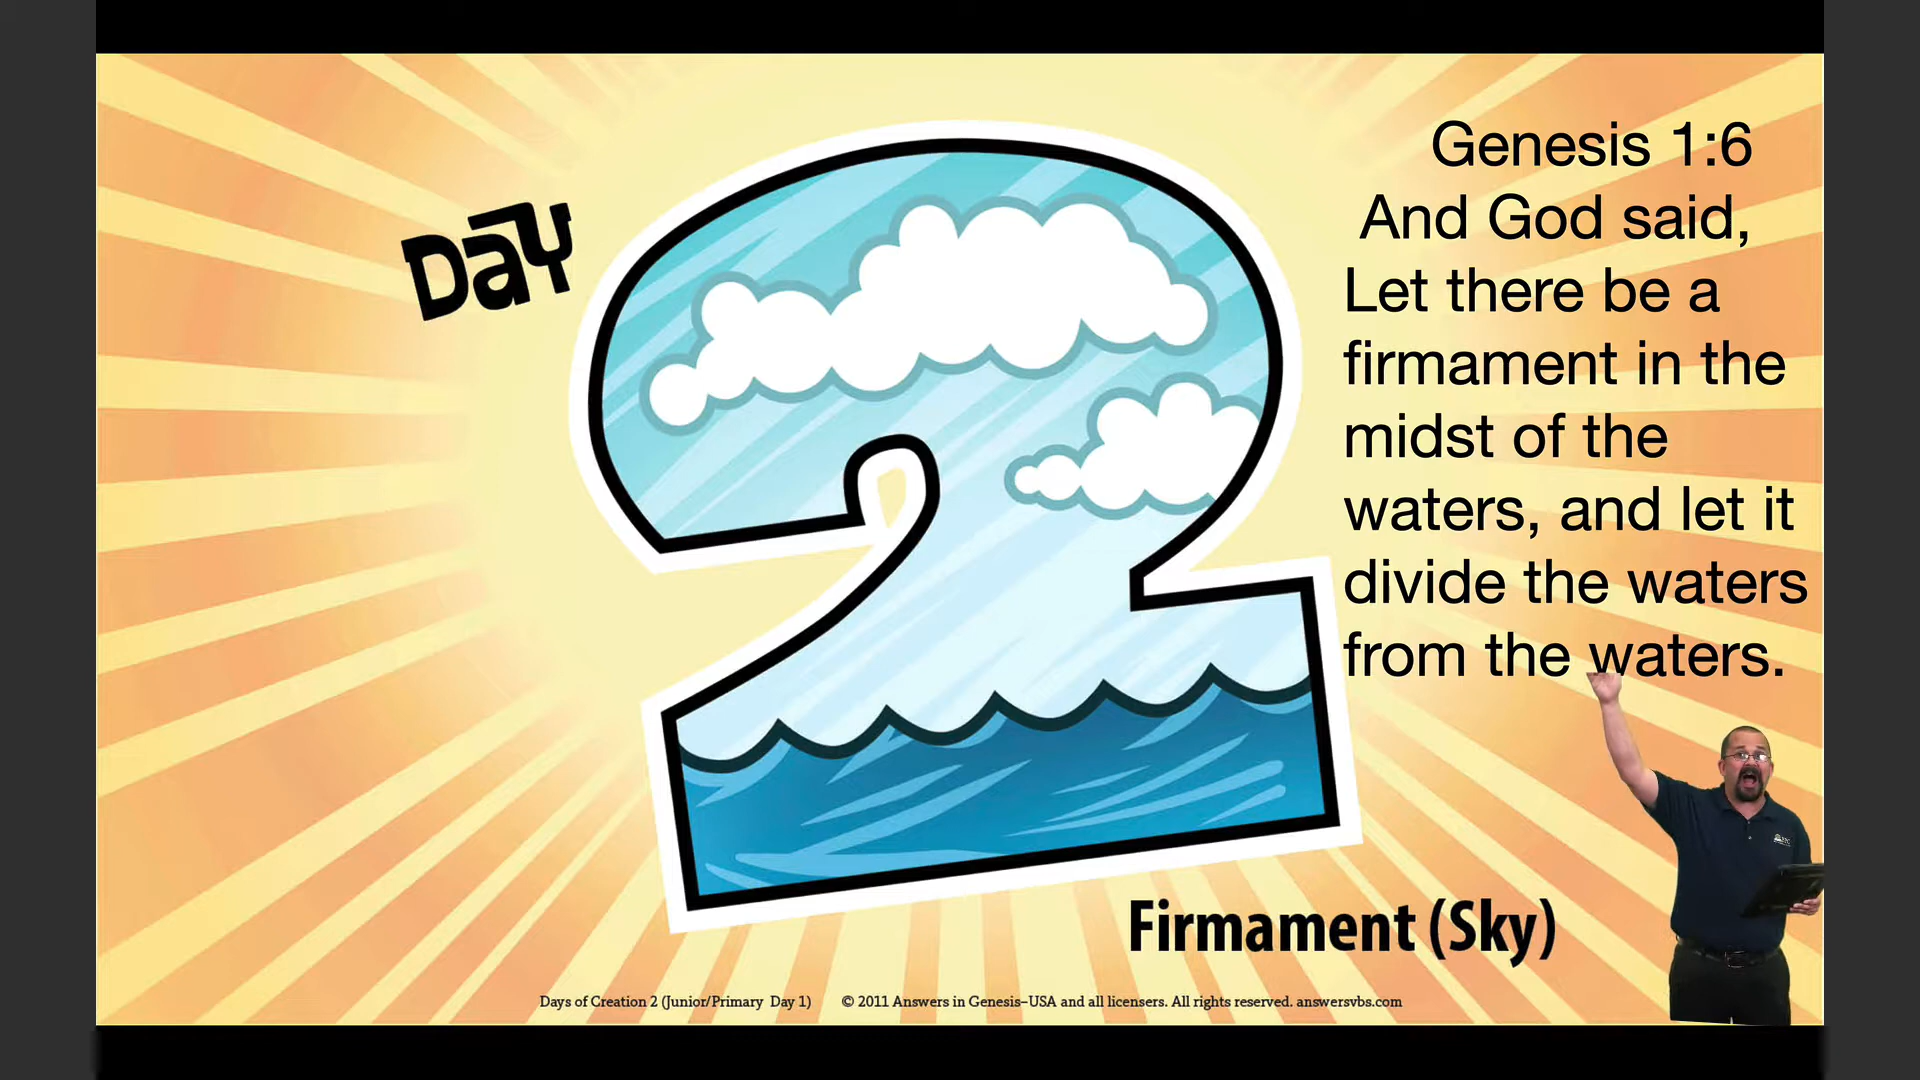 Day
2
Genesis 1:6
And God said,
Let there be a
firmament in the
midst of the
waters, and let it
divide the waters
from the waters.
Firmament (Sky)
Days of Creation 2 (Junior/Primary Day 1) © 2011 Answers in Genesis–USA and all licensers. All rights reserved. answersvbs.com